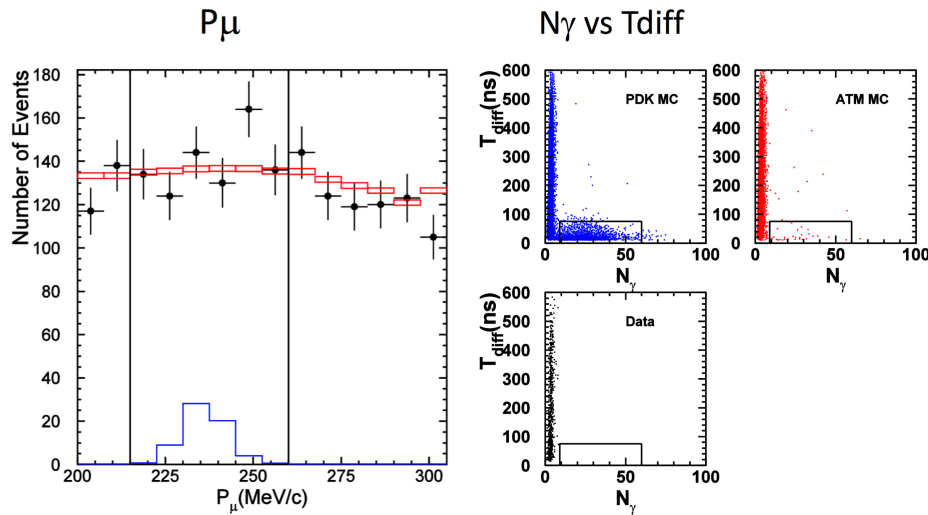 Pμ
Nγ vs Tdiff
Number of Events
180
160
140
120
100
80
60
40
20
0
200 225 250 275 300
Pμ(MeV/c)
Tdiff(ns)
600
500
400
300
200
100
0
PDK MC
0 50 100
Nγ
Tdiff(ns)
600
500
400
300
200
100
0
ATM MC
0 50 100
Nγ
Tdiff(ns)
600
500
400
300
200
100
0
Data
0 50 100
Nγ